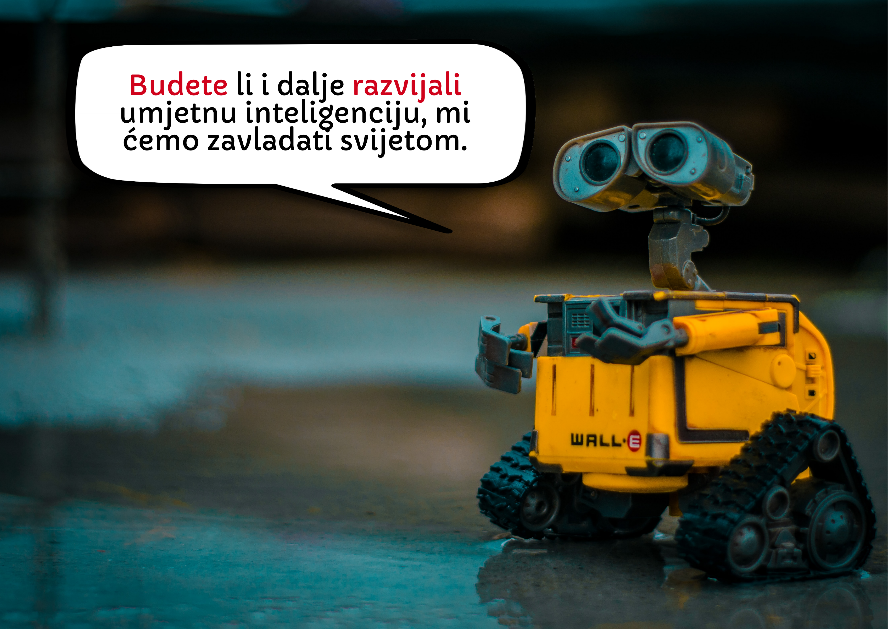 Budete li i dalje razvijali
umjetnu inteligenciju, mi
ćemo zavladati svijetom.
WALL·E